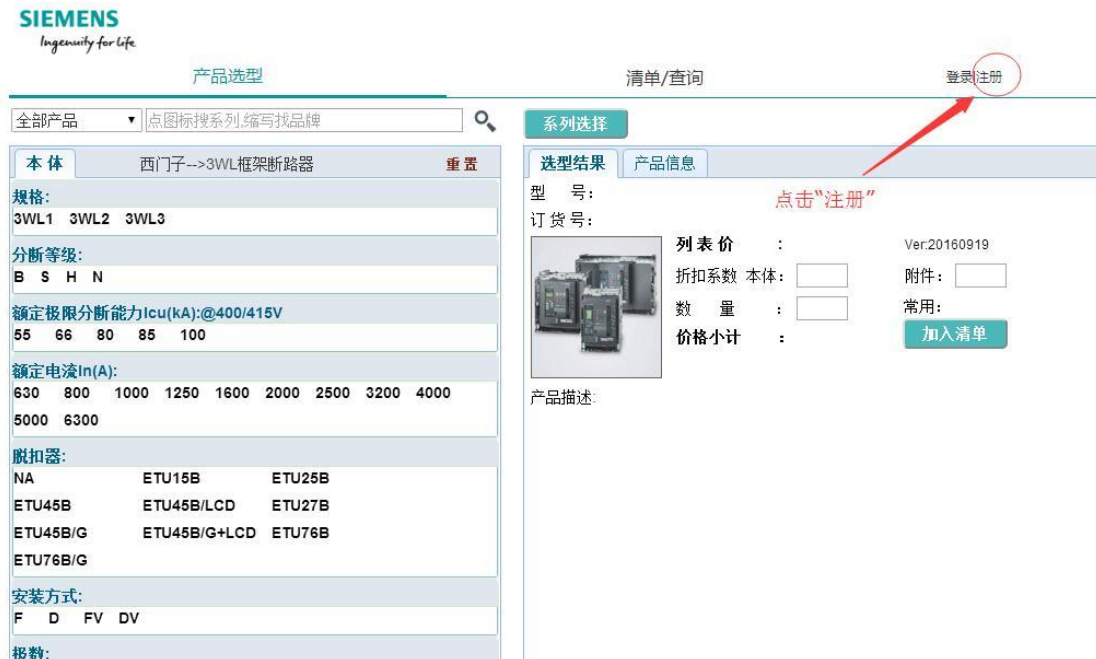 SIEMENS
Ingenuity for life
产品选型
清单/查询
登录 注册
全部产品
点图标搜系列,缩写找品牌
系列选择
本 体
西门子-->3WL框架断路器
重 置
选型结果
产品信息
点击“注册”
规格:
3WL1 3WL2 3WL3
分断等级:
B S H N
额定极限分断能力Icu(kA):@400/415V
55 66 80 85 100
额定电流In(A):
630 800 1000 1250 1600 2000 2500 3200 4000
5000 6300
脱扣器:
NA ETU15B ETU25B
ETU45B ETU45B/LCD ETU27B
ETU45B/G ETU45B/G+LCD ETU76B
ETU76B/G
安装方式:
F D FV DV
极数:
型 号:
订 货 号:
列 表 价 :
Ver:20160919
折扣系数 本体:
附件:
数 量 :
常用:
价格小计 :
加入清单
产品描述: